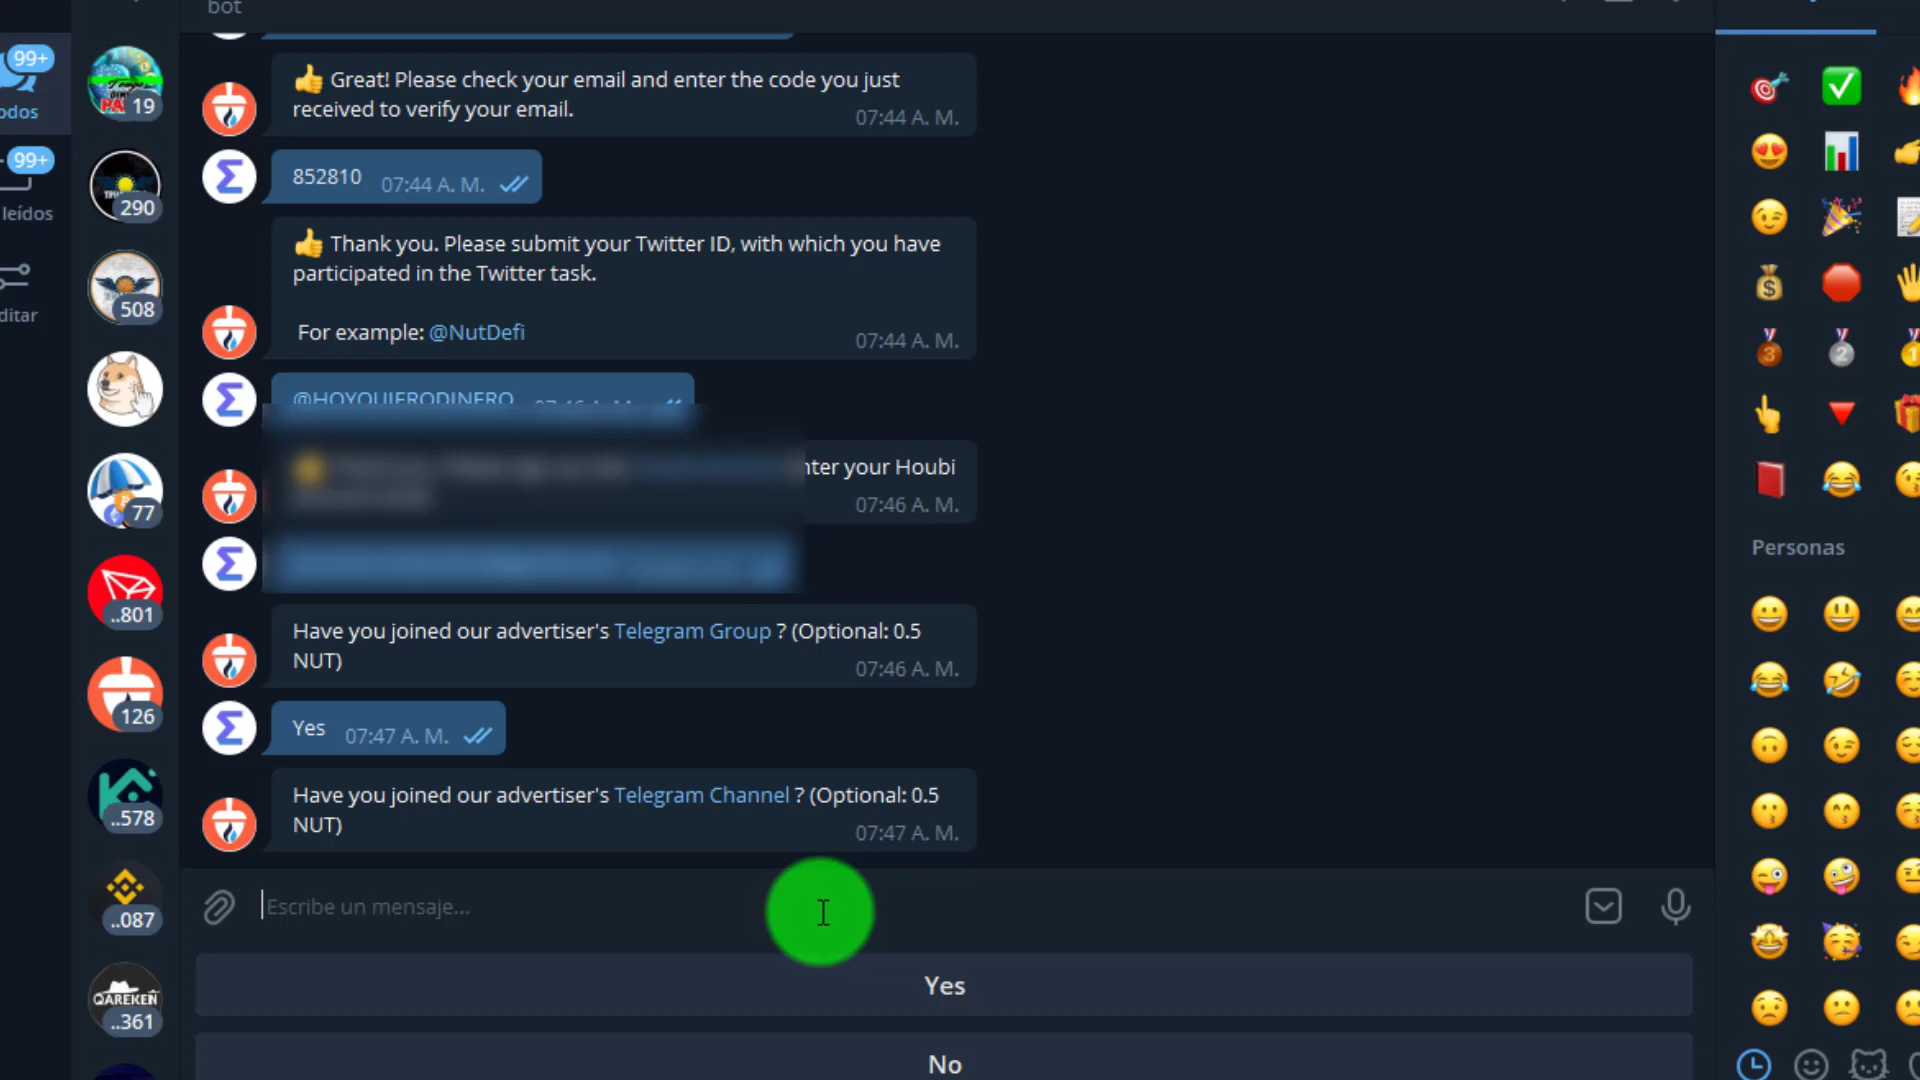 bot
99+
odos
99+
leídos
ditar
19
290
508
77
..801
126
..578
..087
QAREKEN
..361
👍 Great! Please check your email and enter the code you just
received to verify your email.
07:44 A. M.
852810 07:44 A. M.
👍 Thank you. Please submit your Twitter ID, with which you have
participated in the Twitter task.
For example: @NutDefi
07:44 A. M.
@HOYQUIERODINERO
nter your Houbi
07:46 A. M.
Have you joined our advertiser's Telegram Group ? (Optional: 0.5
NUT)
07:46 A. M.
Yes 07:47 A. M.
Have you joined our advertiser's Telegram Channel ? (Optional: 0.5
NUT)
07:47 A. M.
Escribe un mensaje...
Yes
No
Personas